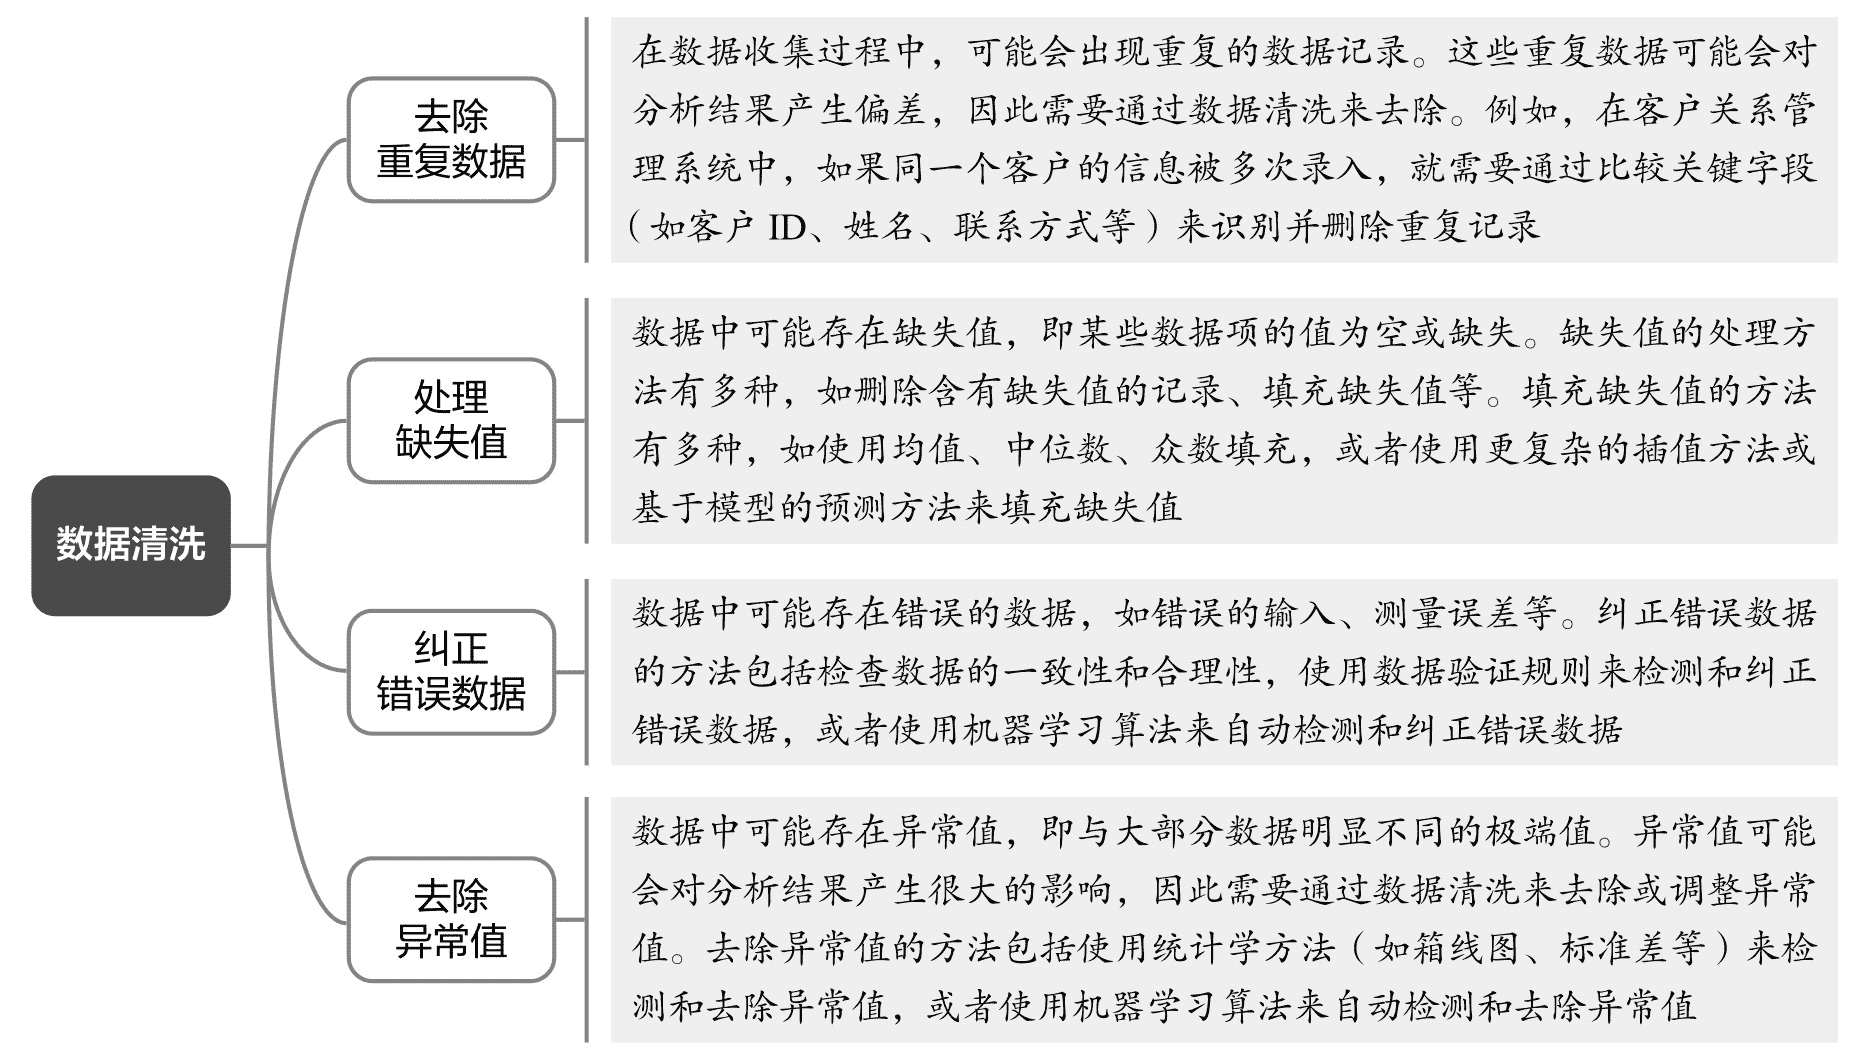 数据清洗
去除
重复数据
在数据收集过程中，可能会出现重复的数据记录。这些重复数据可能会对
分析结果产生偏差，因此需要通过数据清洗来去除。例如，在客户关系管
理系统中，如果同一个客户的信息被多次录入，就需要通过比较关键字段
（如客户 ID、姓名、联系方式等）来识别并删除重复记录
处理
缺失值
数据中可能存在缺失值，即某些数据项的值为空或缺失。缺失值的处理方
法有多种，如删除含有缺失值的记录、填充缺失值等。填充缺失值的方法
有多种，如使用均值、中位数、众数填充，或者使用更复杂的插值方法或
基于模型的预测方法来填充缺失值
纠正
错误数据
数据中可能存在错误的数据，如错误的输入、测量误差等。纠正错误数据
的方法包括检查数据的一致性和合理性，使用数据验证规则来检测和纠正
错误数据，或者使用机器学习算法来自动检测和纠正错误数据
去除
异常值
数据中可能存在异常值，即与大部分数据明显不同的极端值。异常值可能
会对分析结果产生很大的影响，因此需要通过数据清洗来去除或调整异常
值。去除异常值的方法包括使用统计学方法（如箱线图、标准差等）来检
测和去除异常值，或者使用机器学习算法来自动检测和去除异常值